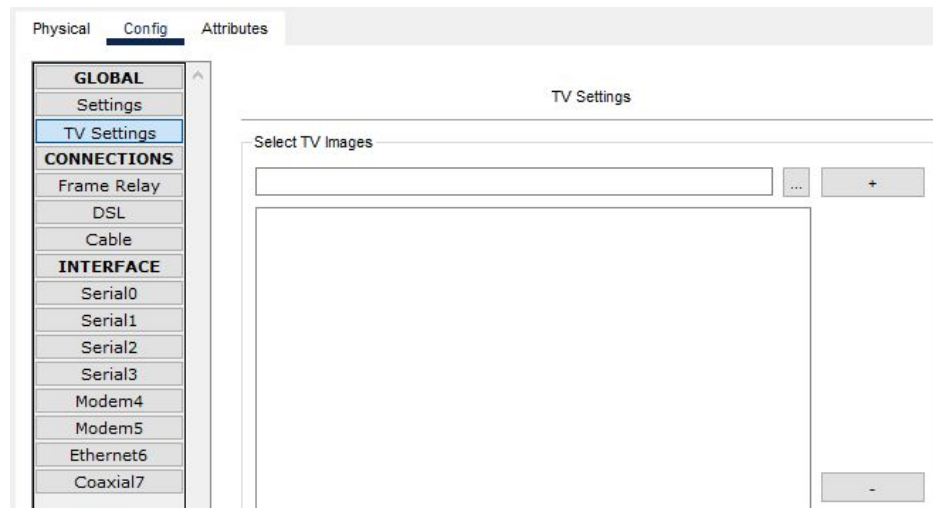 Physical Config Attributes
GLOBAL
Settings
TV Settings
CONNECTIONS
Frame Relay
DSL
Cable
INTERFACE
Serial0
Serial1
Serial2
Serial3
Modem4
Modem5
Ethernet6
Coaxial7
TV Settings
Select TV Images
... +
-